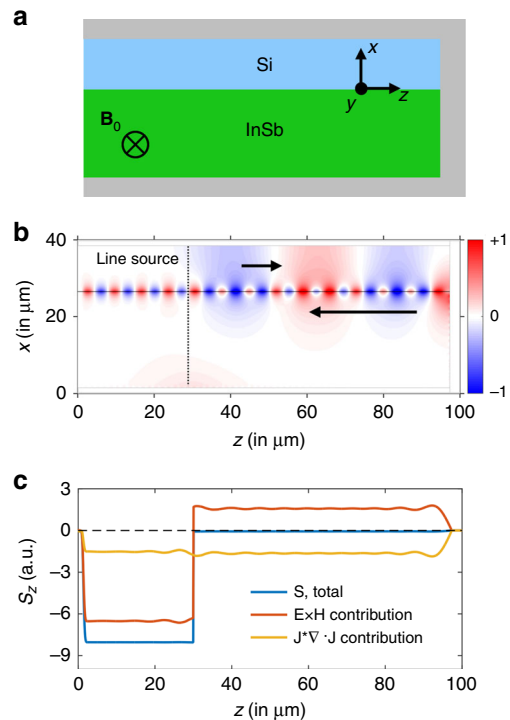 a
Si
x
y
z
B0
InSb
b
40
20
0
x (in μm)
Line source
0
20
40
60
80
100
z (in μm)
+1
0
−1
c
3
0
−3
−6
−9
Sz (a.u.)
S, total
E×H contribution
J*∇ ·J contribution
0
20
40
60
80
100
z (in μm)